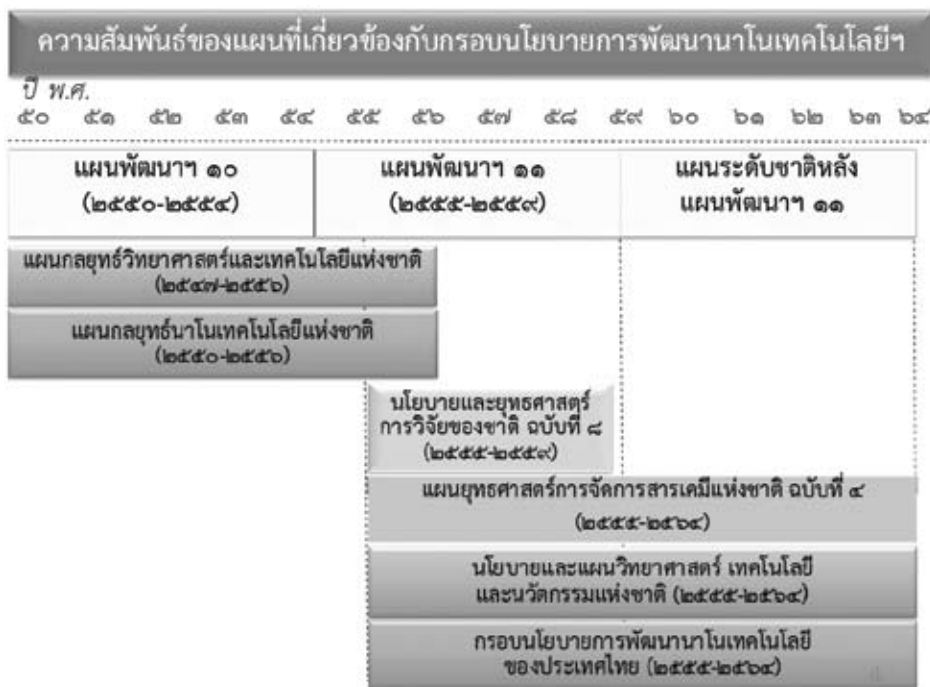 ความสัมพันธ์ของแผนที่เกี่ยวข้องกับกรอบนโยบายการพัฒนานาโนเทคโนโลยีฯ
ปี พ.ศ.
๕๐ ๕๑ ๕๒ ๕๓ ๕๔ ๕๕ ๕๖ ๕๗ ๕๘ ๕๙ ๖๐ ๖๑ ๖๒ ๖๓ ๖๔
แผนพัฒนาฯ ๑๐
(๒๕๕๐-๒๕๕๔)
แผนพัฒนาฯ ๑๑
(๒๕๕๕-๒๕๕๙)
แผนระดับชาติหลัง
แผนพัฒนาฯ ๑๑
แผนกลยุทธ์วิทยาศาสตร์และเทคโนโลยีแห่งชาติ
(๒๕๔๗-๒๕๕๖)
แผนกลยุทธ์นาโนเทคโนโลยีแห่งชาติ
(๒๕๕๐-๒๕๕๖)
นโยบายและยุทธศาสตร์
การวิจัยของชาติ ฉบับที่ ๘
(๒๕๕๕-๒๕๕๙)
แผนยุทธศาสตร์การจัดการสารเคมีแห่งชาติ ฉบับที่ ๔
(๒๕๕๕-๒๕๖๔)
นโยบายและแผนวิทยาศาสตร์ เทคโนโลยี
และนวัตกรรมแห่งชาติ (๒๕๕๕-๒๕๖๔)
กรอบนโยบายการพัฒนานาโนเทคโนโลยี
ของประเทศไทย (๒๕๕๕-๒๕๖๔)